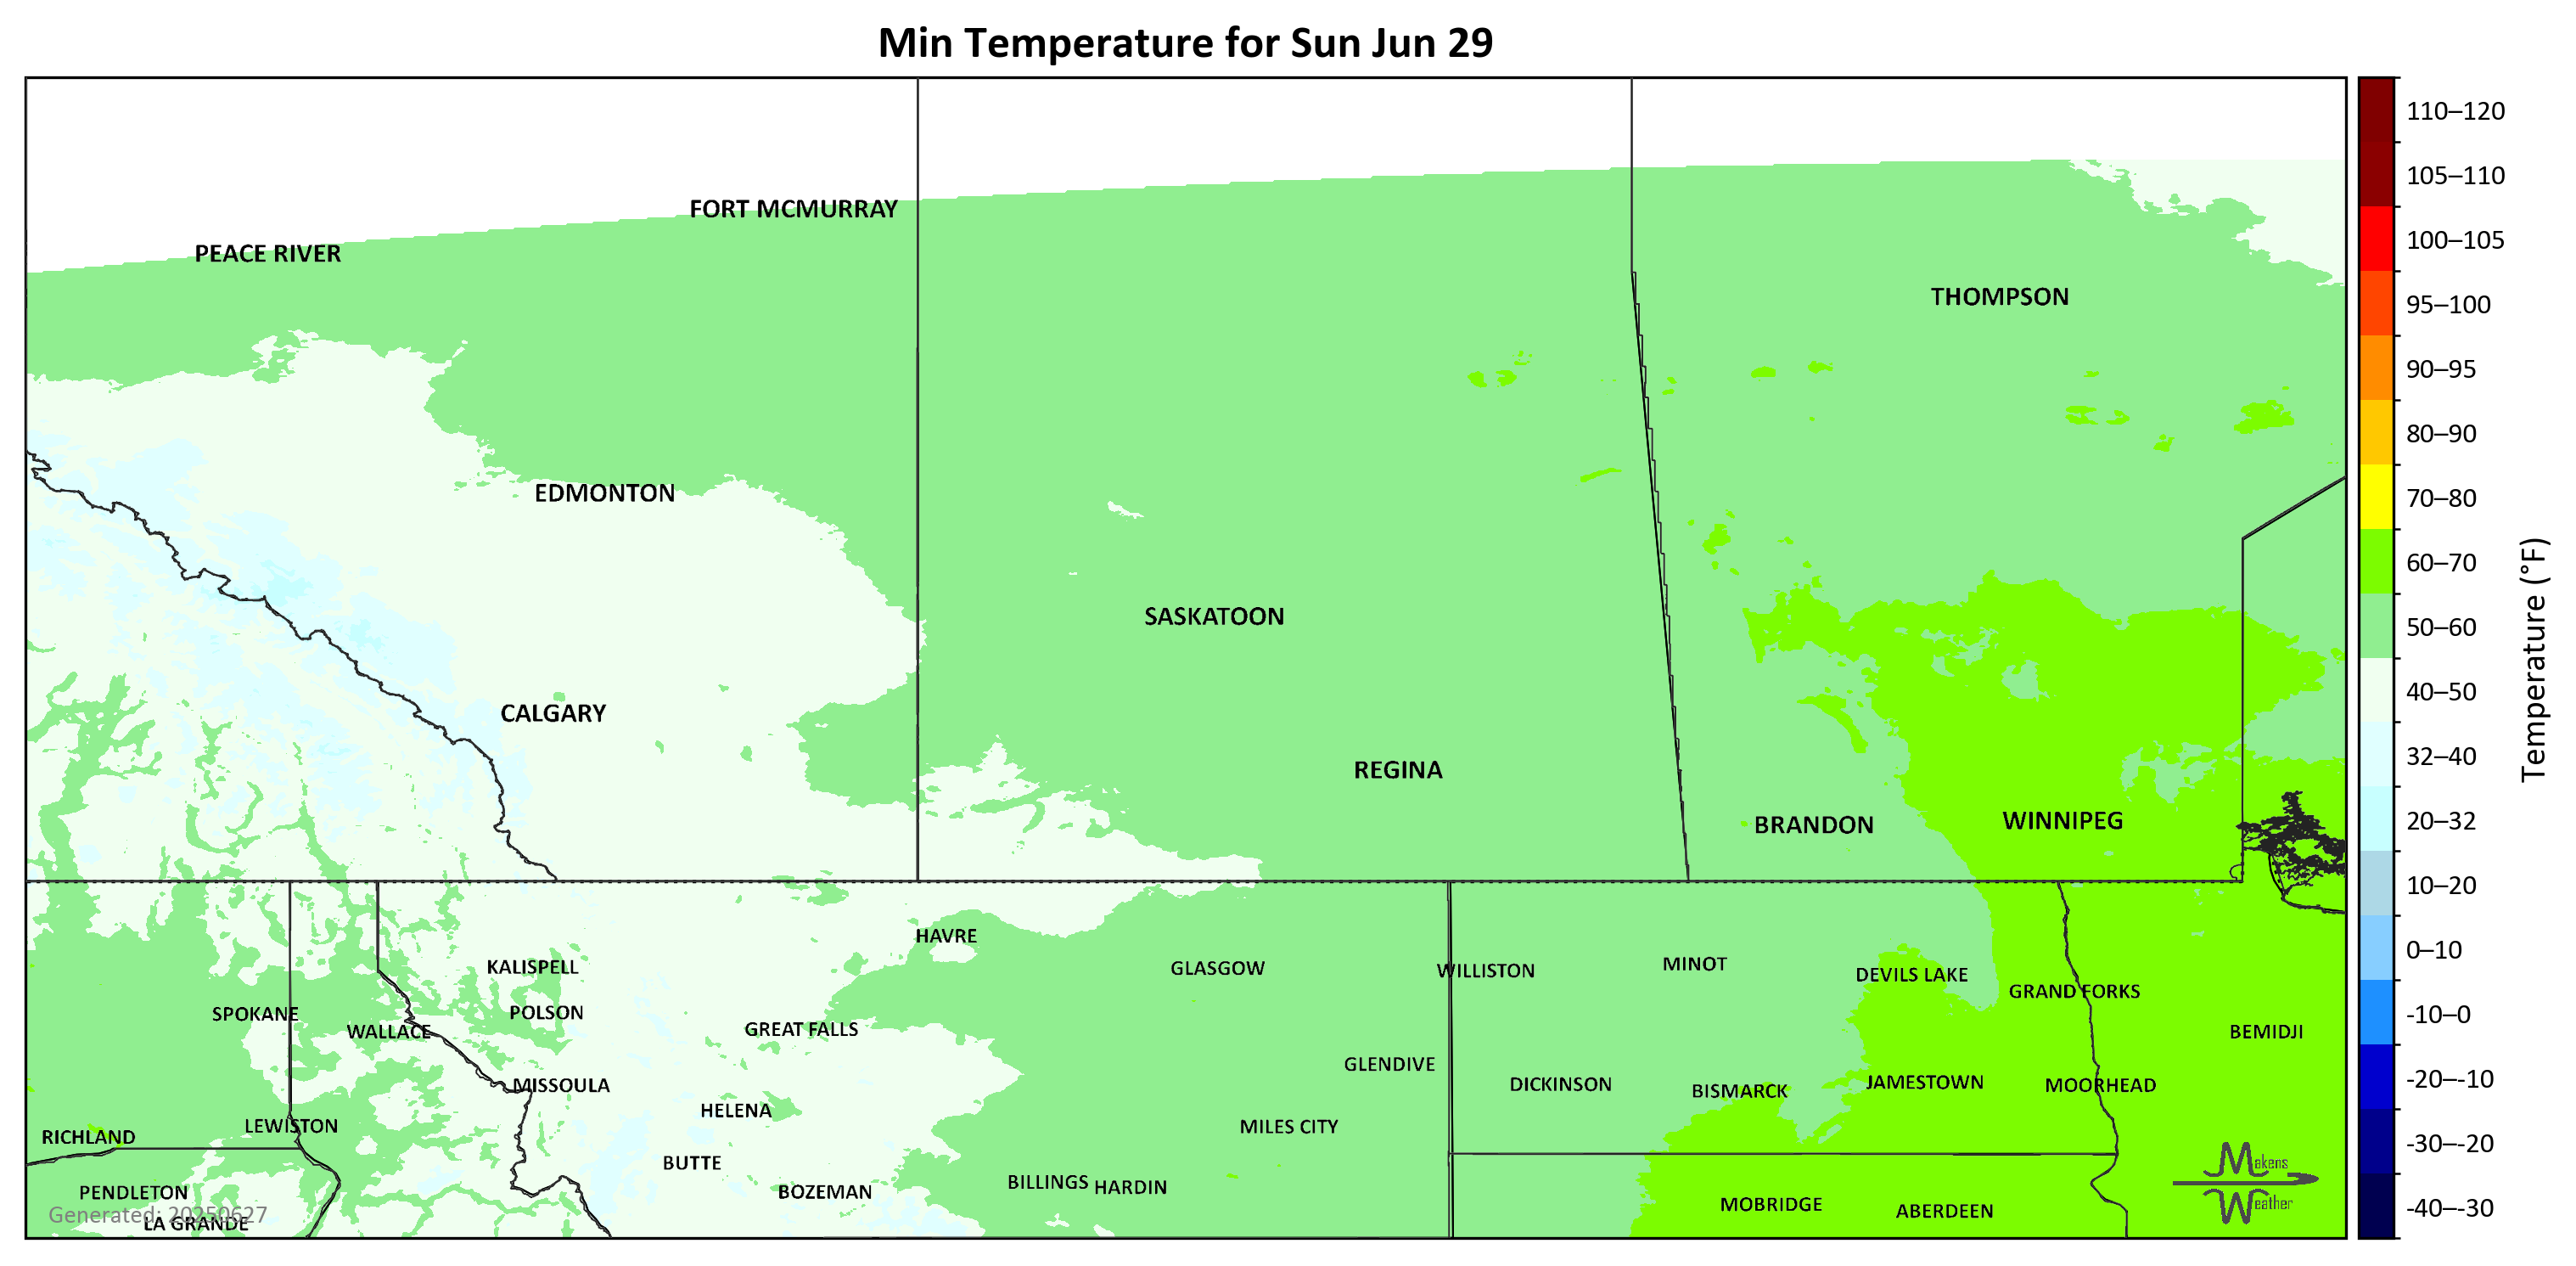 Min Temperature for Sun Jun 29
FORT MCMURRAY
PEACE RIVER
THOMPSON
EDMONTON
SASKATOON
CALGARY
REGINA
BRANDON
WINNIPEG
HAVRE
KALISPELL
GLASGOW
WILLISTON
MINOT
DEVILS LAKE
GRAND FORKS
SPOKANE
POLSON
WALLACE
GREAT FALLS
BEMIDJI
GLENDIVE
MISSOULA
DICKINSON
BISMARCK
JAMESTOWN
MOORHEAD
HELENA
LEWISTON
MILES CITY
RICHLAND
BUTTE
BOZEMAN
BILLINGS
HARDIN
PENDLETON
MOBRIDGE
ABERDEEN
Generated: 20250627
LA GRANDE
Makens
Weather
110–120
105–110
100–105
95–100
90–95
80–90
70–80
60–70
50–60
40–50
32–40
20–32
10–20
0–10
-10–0
-20–-10
-30–-20
-40–-30
Temperature (°F)